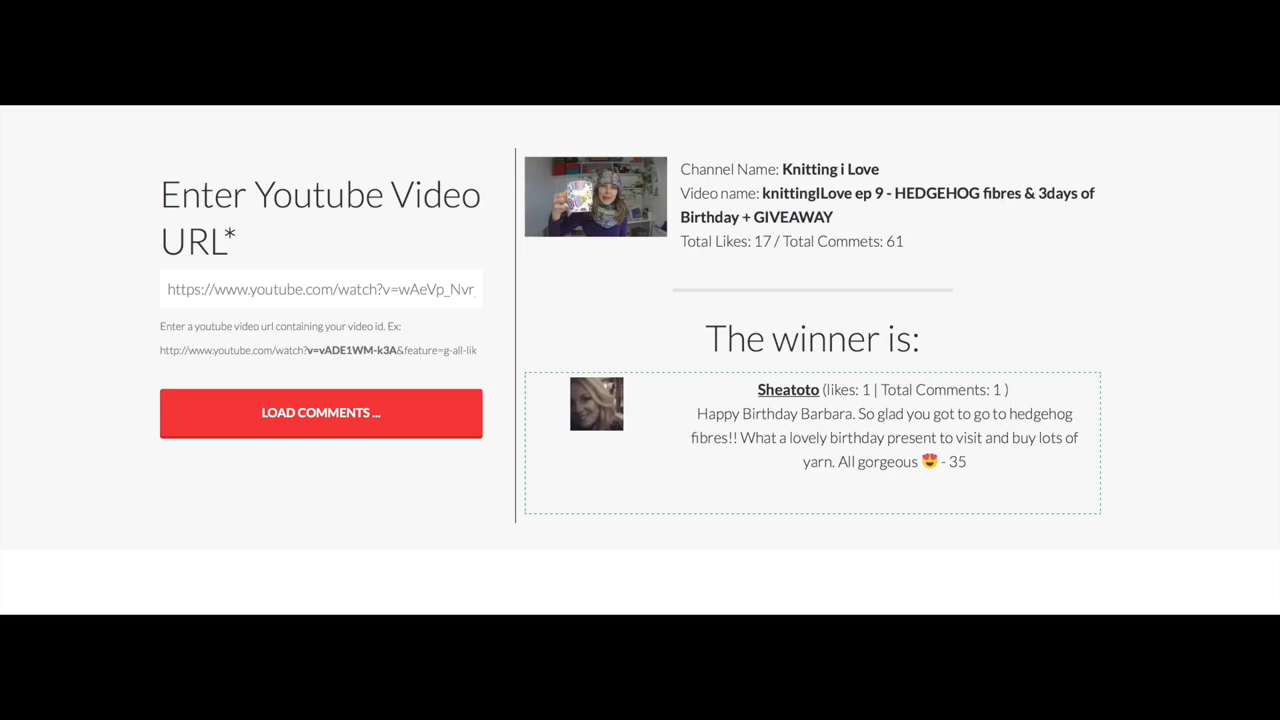 Enter Youtube Video
URL*
https://www.youtube.com/watch?v=wAeVp_Nvr
Enter a youtube video url containing your video id. Ex:
http://www.youtube.com/watch?v=vADE1WM-k3A&feature=g-all-lik
LOAD COMMENTS ...
Channel Name: Knitting i Love
Video name: knittingILove ep 9 - HEDGEHOG fibres & 3days of
Birthday + GIVEAWAY
Total Likes: 17 / Total Commets: 61
The winner is:
Sheatoto (likes: 1 | Total Comments: 1 )
Happy Birthday Barbara. So glad you got to go to hedgehog
fibres!! What a lovely birthday present to visit and buy lots of
yarn. All gorgeous 😍 - 35